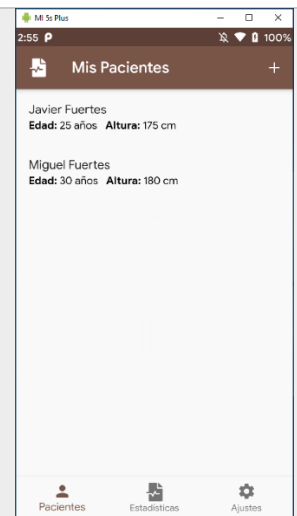 MI 5s Plus
2:55 100%
Mis Pacientes
Javier Fuertes
Edad: 25 años Altura: 175 cm
Miguel Fuertes
Edad: 30 años Altura: 180 cm
Pacientes Estadísticas Ajustes